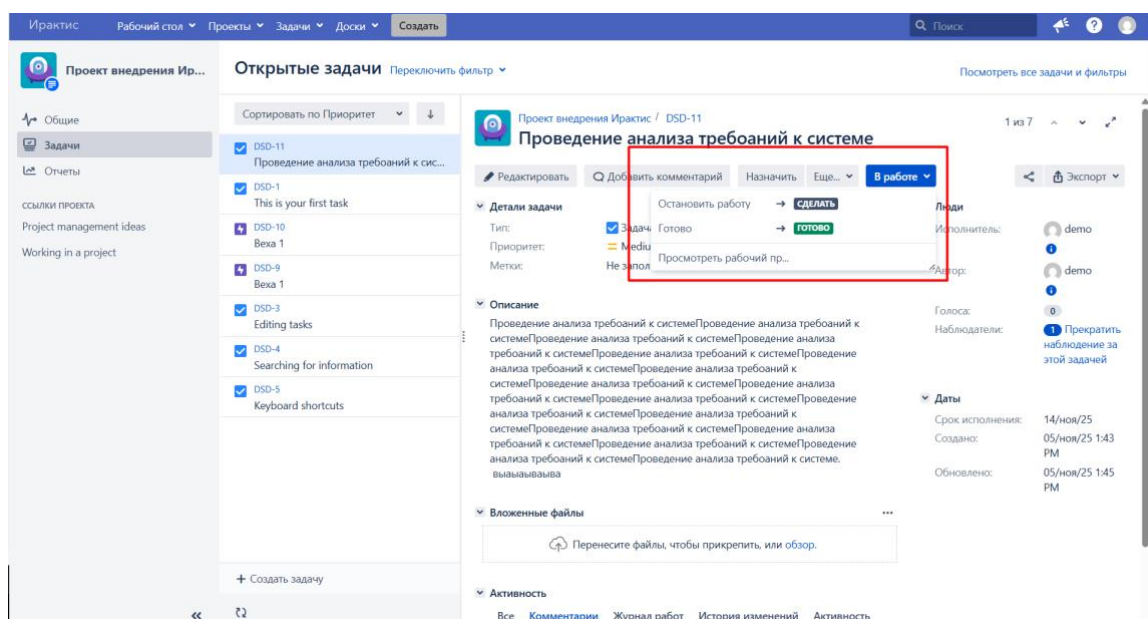 Ирактис Рабочий стол Проекты Задачи Доски Создать Поиск
Проект внедрения Ир...
Открытые задачи Переключить фильтр
Посмотреть все задачи и фильтры
Общие
Задачи
Отчеты
ССЫЛКИ ПРОЕКТА
Project management ideas
Working in a project
Сортировать по Приоритет
DSD-11
Проведение анализа требоаний к сис...
DSD-1
This is your first task
DSD-10
Веха 1
DSD-9
Веха 1
DSD-3
Editing tasks
DSD-4
Searching for information
DSD-5
Keyboard shortcuts
+ Создать задачу
Проект внедрения Ирактис / DSD-11
1 из 7
Проведение анализа требоаний к системе
Редактировать Добавить комментарий Назначить Еще... В работе Экспорт
Остановить работу → СДЕЛАТЬ
Готово → ГОТОВО
Просмотреть рабочий пр...
Детали задачи
Тип: Задача
Приоритет: Mediu
Метки: Не запол
Описание
Проведение анализа требоаний к системеПроведение анализа требоаний к
системеПроведение анализа требоаний к системеПроведение анализа
требоаний к системеПроведение анализа требоаний к системеПроведение
анализа требоаний к системеПроведение анализа требоаний к
системеПроведение анализа требоаний к системеПроведение анализа
требоаний к системеПроведение анализа требоаний к системеПроведение
анализа требоаний к системеПроведение анализа требоаний к
системеПроведение анализа требоаний к системеПроведение анализа
требоаний к системеПроведение анализа требоаний к системеПроведение
анализа требоаний к системеПроведение анализа требоаний к системе.
выаыаываыва
Вложенные файлы
Перенесите файлы, чтобы прикрепить, или обзор.
Активность
Все Комментарии Журнал работ История изменений Активность
Люди
Исполнитель: demo
Автор: demo
Голоса: 0
Наблюдатели: 1 Прекратить
наблюдение за
этой задачей
Даты
Срок исполнения: 14/ноя/25
Создано: 05/ноя/25 1:43
PM
Обновлено: 05/ноя/25 1:45
PM